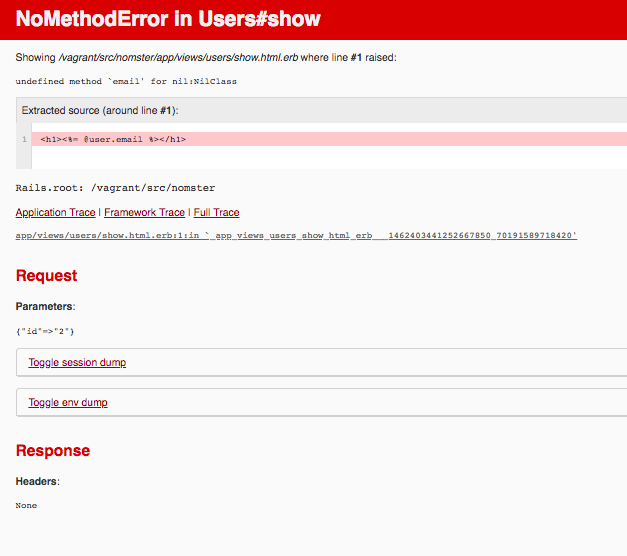 NoMethodError in Users#show
Showing /vagrant/src/nomster/app/views/users/show.html.erb where line #1 raised:
undefined method `email' for nil:NilClass
Extracted source (around line #1):
1 <h1><%= @user.email %></h1>
Rails.root: /vagrant/src/nomster
Application Trace | Framework Trace | Full Trace
app/views/users/show.html.erb:1:in `_app_views_users_show_html_erb___1462403441252667850_70191589718420'
Request
Parameters:
{"id"=>"2"}
Toggle session dump
Toggle env dump
Response
Headers:
None